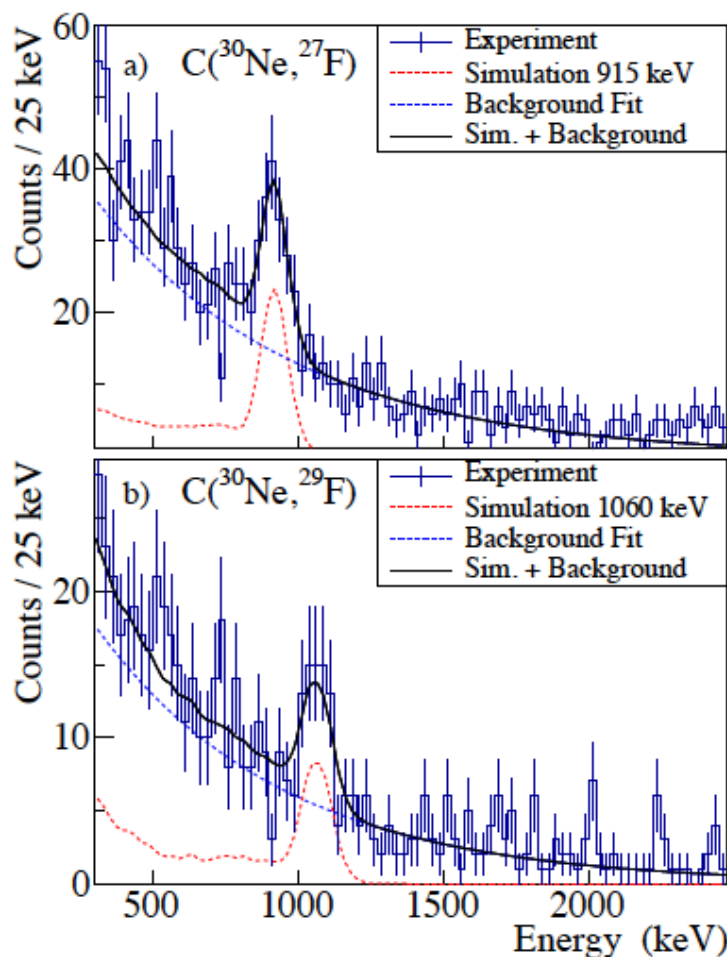 60
a) C(³⁰Ne,²⁷F)
Experiment
Simulation 915 keV
Background Fit
Sim. + Background
40
20
Counts / 25 keV
b) C(³⁰Ne,²⁹F)
Experiment
Simulation 1060 keV
Background Fit
Sim. + Background
20
10
0
Counts / 25 keV
500 1000 1500 2000
Energy (keV)